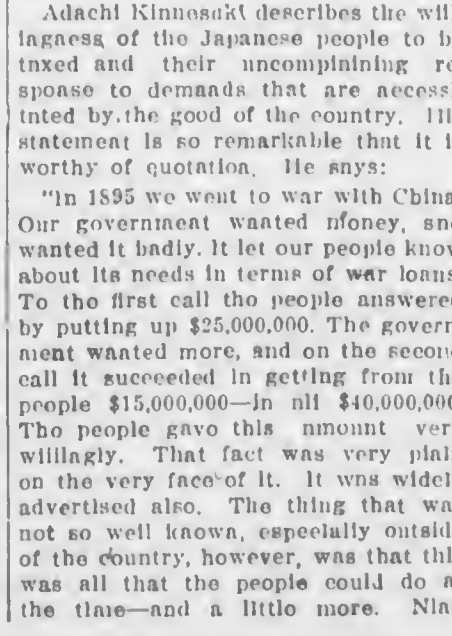 Adachi Kinnosuki describes the will
ingness of the Japanese people to b
taxed and their uncomplaining re
sponse to demands that are necess
tated by the good of the country. Hi
statement is so remarkable that it i
worthy of quotation. He says:
"In 1895 we went to war with China
Our government wanted money, and
wanted it badly. It let our people know
about its needs in terms of war loans
To the first call the people answered
by putting up $25,000,000. The govern
ment wanted more, and on the second
call it succeeded in getting from th
people $15,000,000—in all $40,000,000
The people gave this amount ver
willingly. That fact was very plai
on the very face of it. It was widel
advertised also. The thing that wa
not so well known, especially outsid
of the country, however, was that thi
was all that the people could do a
the time—and a little more. Nia